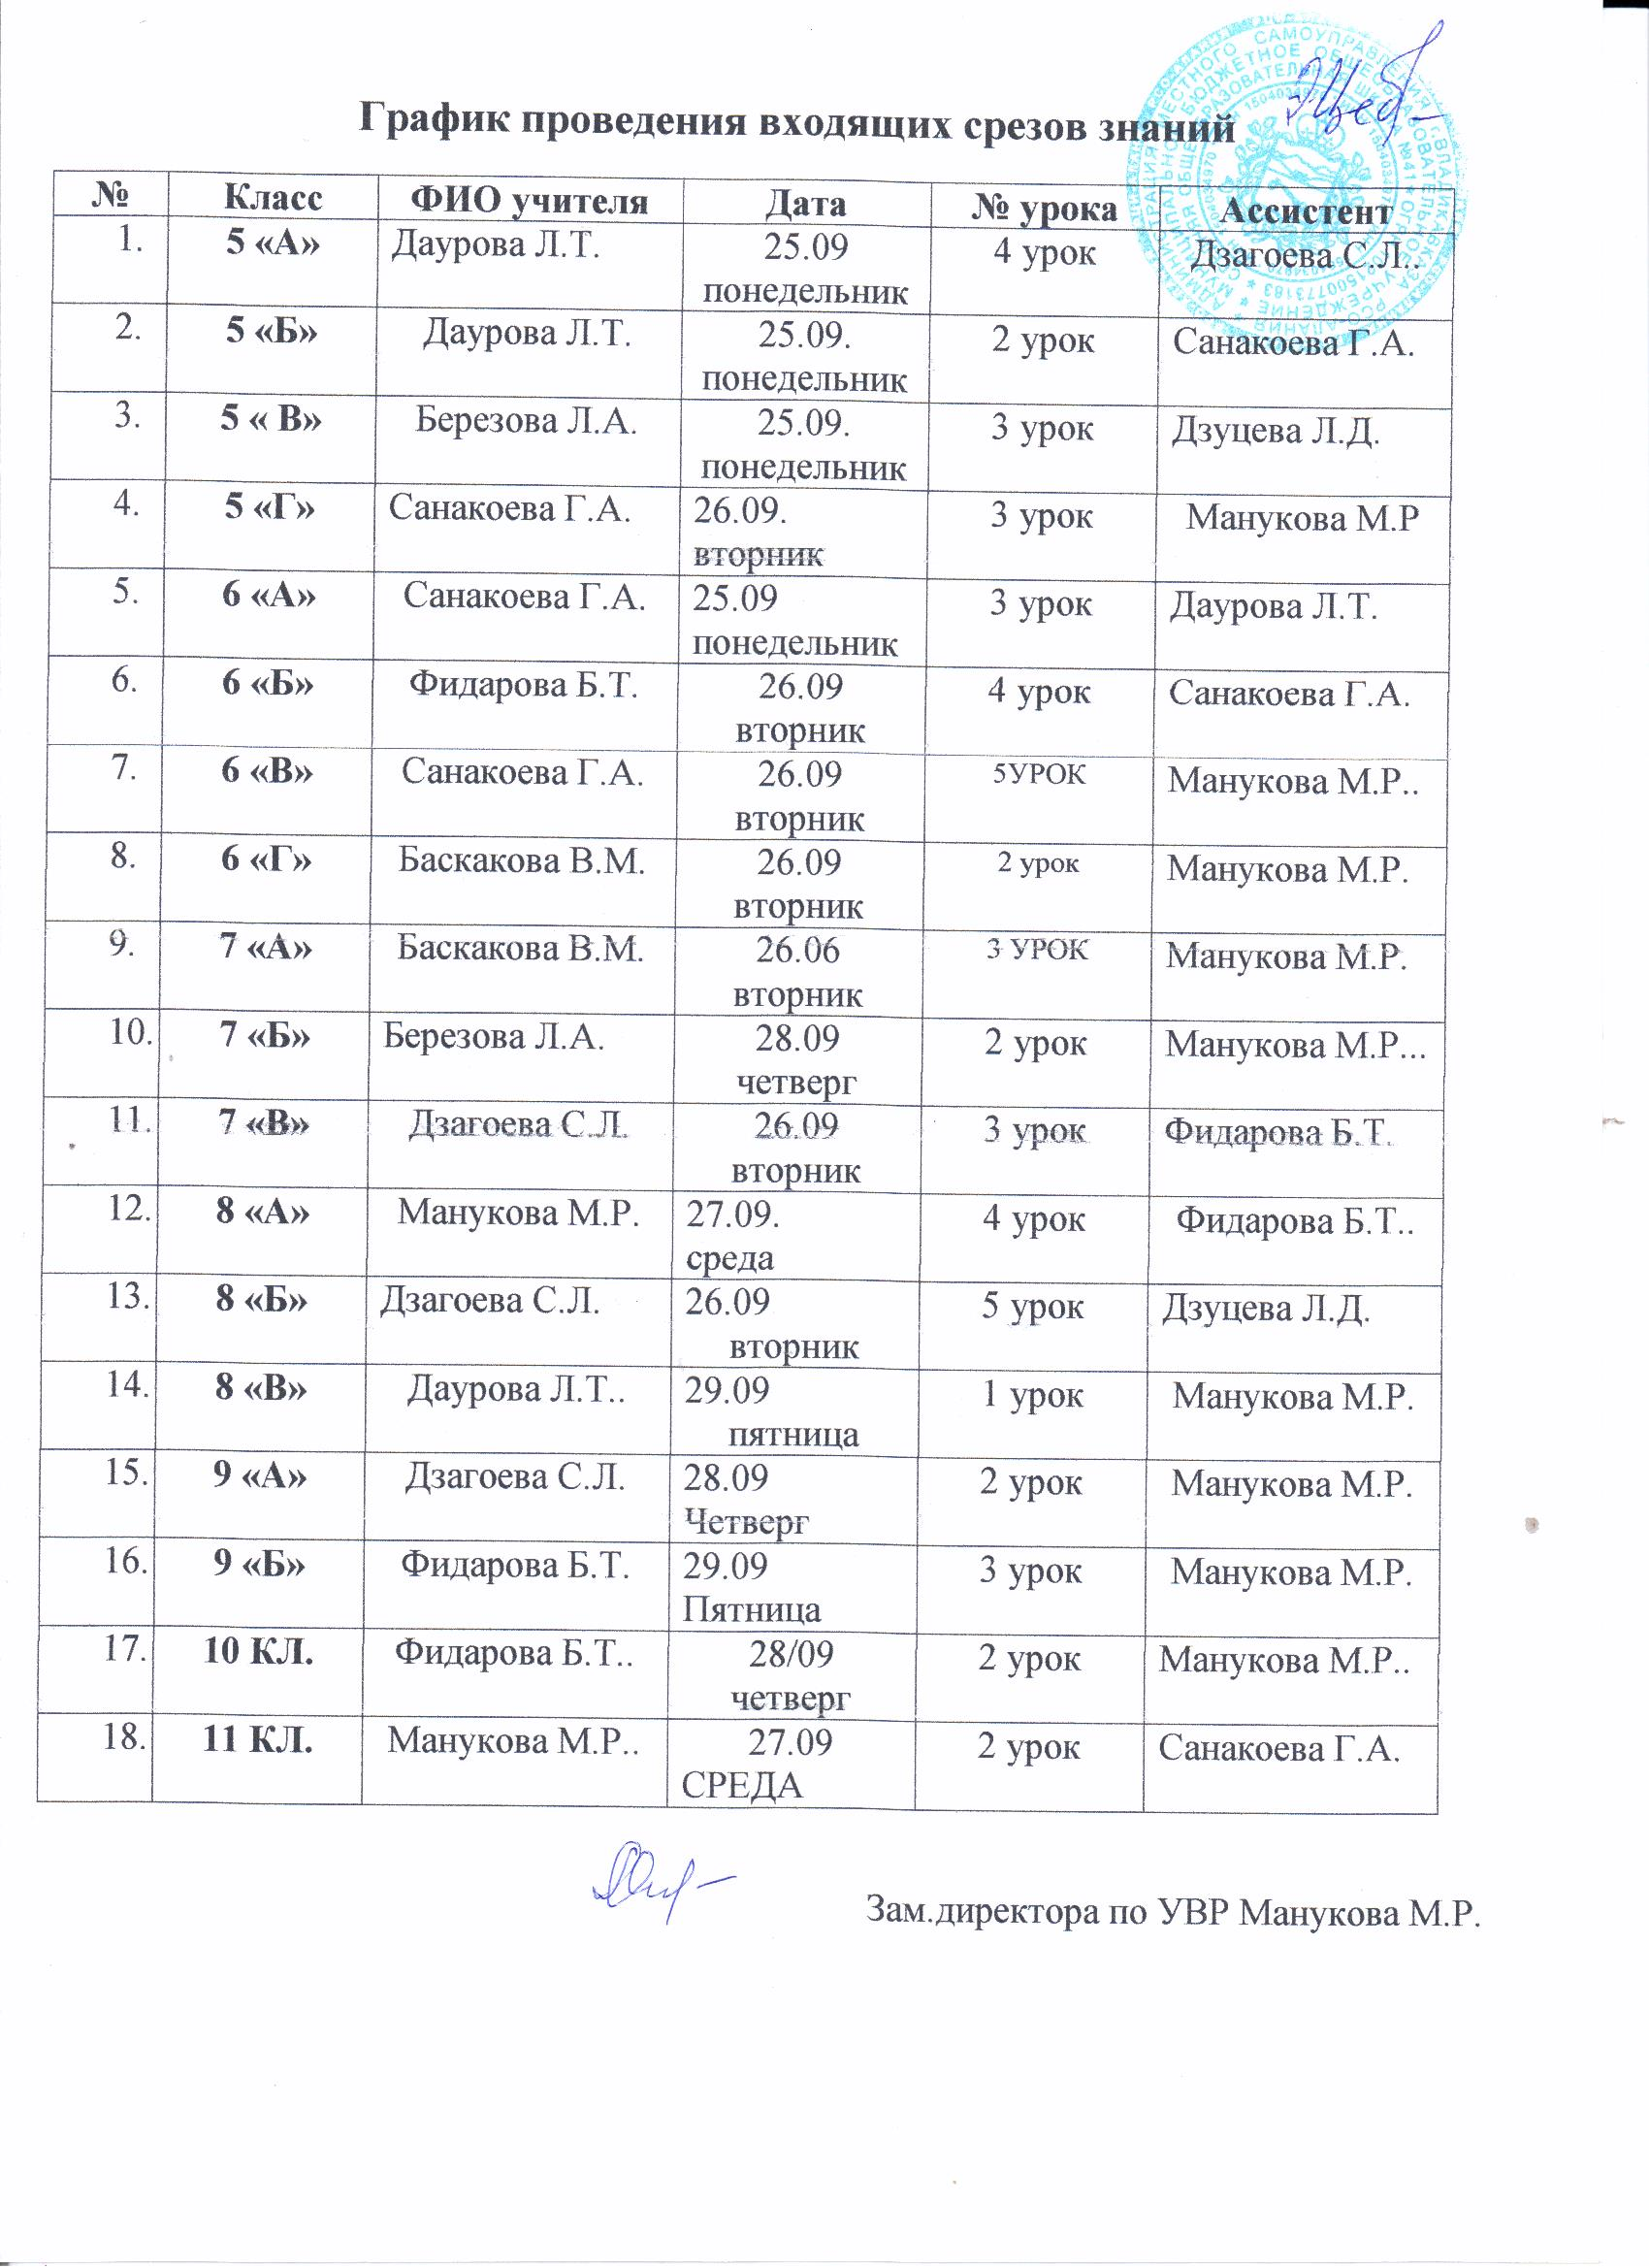 График проведения входящих срезов знаний
№ Класс ФИО учителя Дата № урока Ассистент
1. 5 «А» Даурова Л.Т. 25.09 4 урок Дзагоева С.Л..
понедельник
2. 5 «Б» Даурова Л.Т. 25.09. 2 урок Санакоева Г.А.
понедельник
3. 5 « В» Березова Л.А. 25.09. 3 урок Дзуцева Л.Д.
понедельник
4. 5 «Г» Санакоева Г.А. 26.09. 3 урок Манукова М.Р
вторник
5. 6 «А» Санакоева Г.А. 25.09 3 урок Даурова Л.Т.
понедельник
6. 6 «Б» Фидарова Б.Т. 26.09 4 урок Санакоева Г.А.
вторник
7. 6 «В» Санакоева Г.А. 26.09 5УРОК Манукова М.Р..
вторник
8. 6 «Г» Баскакова В.М. 26.09 2 урок Манукова М.Р.
вторник
9. 7 «А» Баскакова В.М. 26.06 3 УРОК Манукова М.Р.
вторник
10. 7 «Б» Березова Л.А. 28.09 2 урок Манукова М.Р...
четверг
11. 7 «В» Дзагоева С.Л. 26.09 3 урок Фидарова Б.Т.
вторник
12. 8 «А» Манукова М.Р. 27.09. 4 урок Фидарова Б.Т..
среда
13. 8 «Б» Дзагоева С.Л. 26.09 5 урок Дзуцева Л.Д.
вторник
14. 8 «В» Даурова Л.Т.. 29.09 1 урок Манукова М.Р.
пятница
15. 9 «А» Дзагоева С.Л. 28.09 2 урок Манукова М.Р.
Четверг
16. 9 «Б» Фидарова Б.Т. 29.09 3 урок Манукова М.Р.
Пятница
17. 10 КЛ. Фидарова Б.Т.. 28/09 2 урок Манукова М.Р..
четверг
18. 11 КЛ. Манукова М.Р.. 27.09 2 урок Санакоева Г.А.
СРЕДА
Зам.директора по УВР Манукова М.Р.